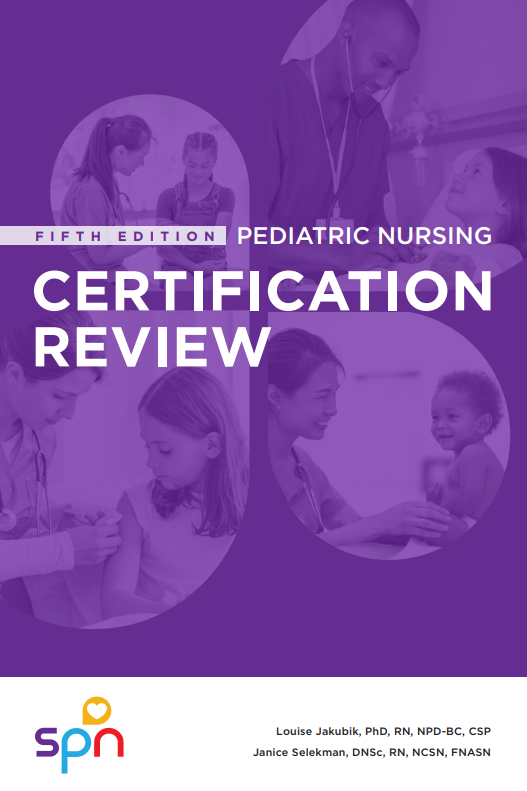 FIFTH EDITION PEDIATRIC NURSING
CERTIFICATION
REVIEW
spn
Louise Jakubik, PhD, RN, NPD-BC, CSP
Janice Selekman, DNSc, RN, NCSN, FNASN